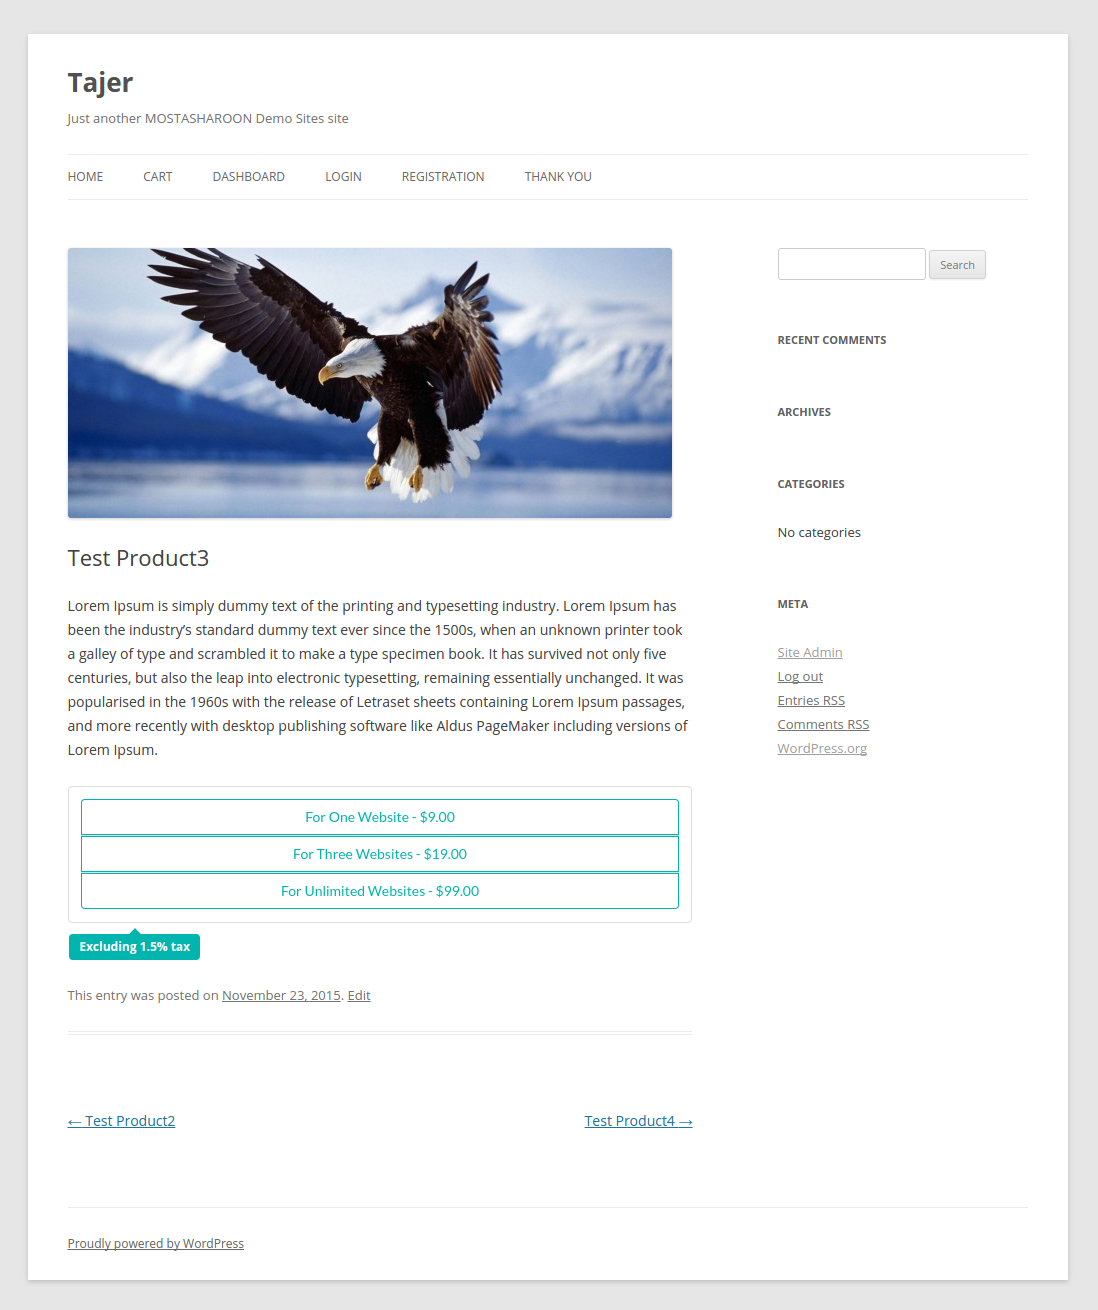 Tajer
Just another MOSTASHAROON Demo Sites site
HOME CART DASHBOARD LOGIN REGISTRATION THANK YOU
Test Product3
Lorem Ipsum is simply dummy text of the printing and typesetting industry. Lorem Ipsum has
been the industry’s standard dummy text ever since the 1500s, when an unknown printer took
a galley of type and scrambled it to make a type specimen book. It has survived not only five
centuries, but also the leap into electronic typesetting, remaining essentially unchanged. It was
popularised in the 1960s with the release of Letraset sheets containing Lorem Ipsum passages,
and more recently with desktop publishing software like Aldus PageMaker including versions of
Lorem Ipsum.
For One Website - $9.00
For Three Websites - $19.00
For Unlimited Websites - $99.00
Excluding 1.5% tax
This entry was posted on November 23, 2015. Edit
← Test Product2
Test Product4 →
Search
RECENT COMMENTS
ARCHIVES
CATEGORIES
No categories
META
Site Admin
Log out
Entries RSS
Comments RSS
WordPress.org
Proudly powered by WordPress